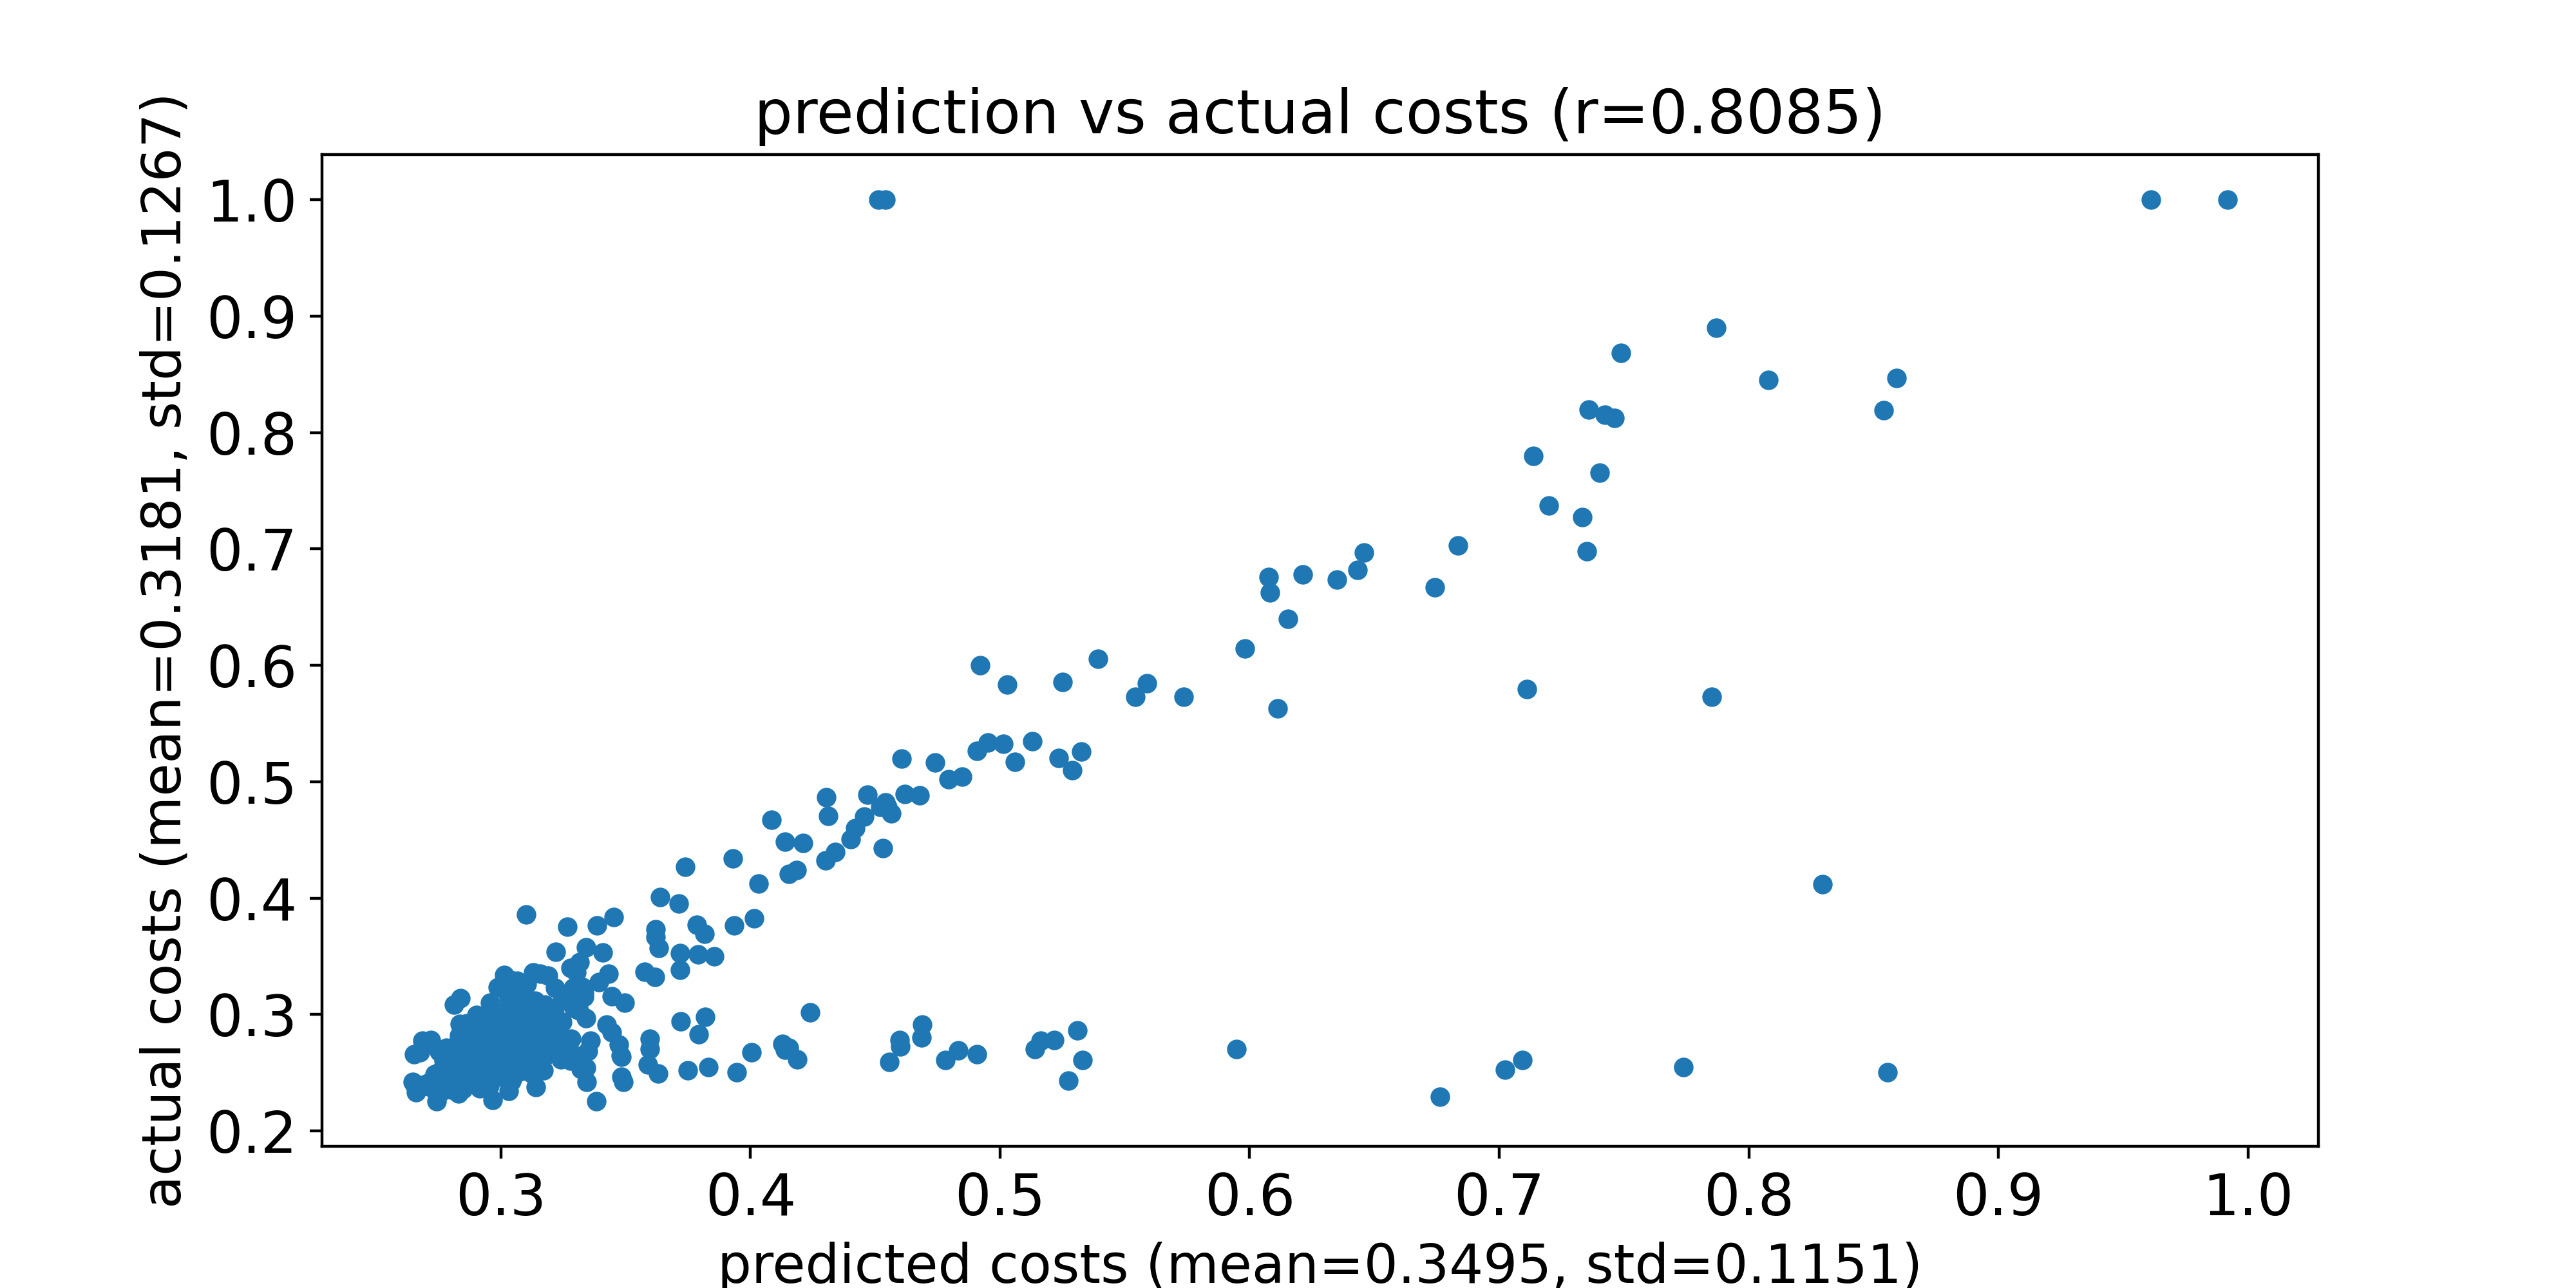 prediction vs actual costs (r=0.8085)
actual costs (mean=0.3181, std=0.1267)
1.0
0.9
0.8
0.7
0.6
0.5
0.4
0.3
0.2
0.3 0.4 0.5 0.6 0.7 0.8 0.9 1.0
predicted costs (mean=0.3495, std=0.1151)